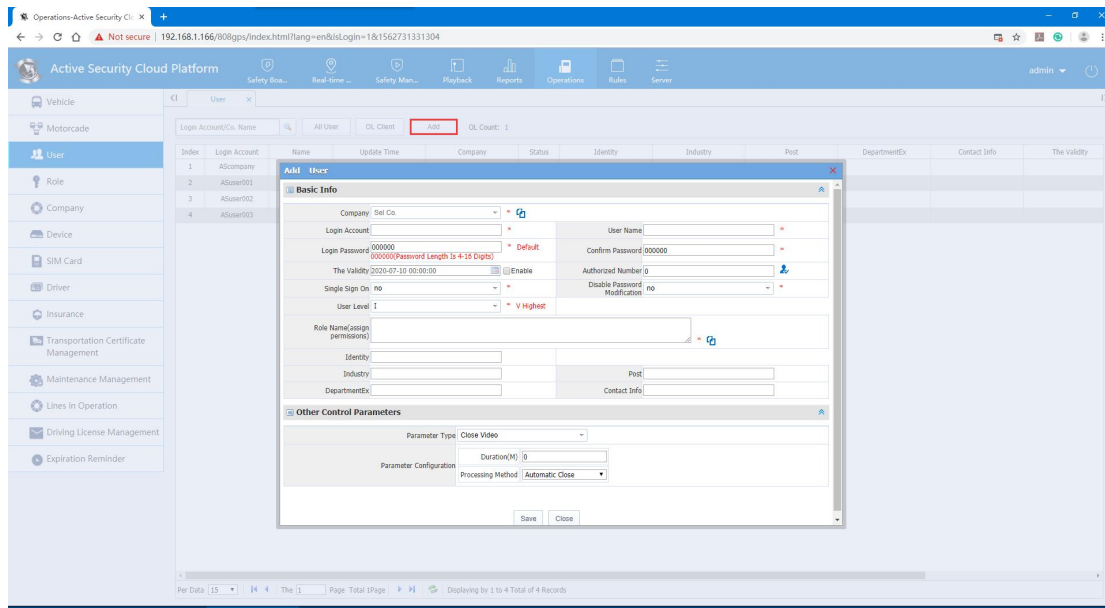 Operations-Active Security Clo × +
Not secure | 192.168.1.166/808gps/index.html?lang=en&isLogin=1&1562731331304
Active Security Cloud Platform
Safety Boa... Real-time ... Safety Man... Playback Reports Operations Rules Server
admin
Vehicle
Motorcade
User
Role
Company
Device
SIM Card
Driver
Insurance
Transportation Certificate
Management
Maintenance Management
Lines in Operation
Driving License Management
Expiration Reminder
User ×
Login Account/Co. Name All User OL Client Add OL Count: 1
Index Login Account Name Update Time Company Status Identity Industry Post DepartmentEx Contact Info The Validity
1 AScompany
2 ASuser001
3 ASuser002
4 ASuser003
Add User ×
Basic Info
Company Sel Co. *
Login Account * User Name *
Login Password 000000 * Default
000000(Password Length Is 4-16 Digits)
Confirm Password 000000 *
The Validity 2020-07-10 00:00:00 Enable Authorized Number 0
Single Sign On no * Disable Password
Modification no *
User Level I * V Highest
Role Name(assign
permissions) *
Identity
Industry Post
DepartmentEx Contact Info
Other Control Parameters
Parameter Type Close Video
Parameter Configuration
Duration(M) 0
Processing Method Automatic Close
Save Close
Per Data 15 The 1 Page Total 1Page Displaying by 1 to 4 Total of 4 Records